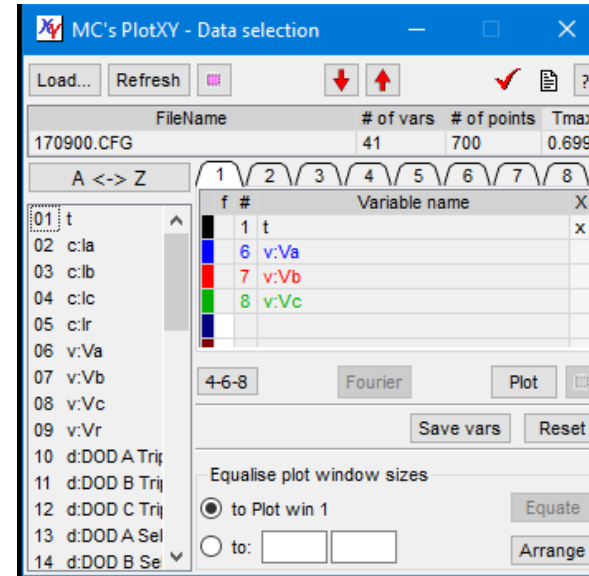 MC's PlotXY - Data selection
Load... Refresh ?
FileName # of vars # of points Tmax
170900.CFG 41 700 0.699
A <-> Z 1 2 3 4 5 6 7 8
f # Variable name X
1 t x
6 v:Va
7 v:Vb
8 v:Vc
01 t
02 c:Ia
03 c:Ib
04 c:Ic
05 c:Ir
06 v:Va
07 v:Vb
08 v:Vc
09 v:Vr
10 d:DOD A Trip
11 d:DOD B Trip
12 d:DOD C Trip
13 d:DOD A Sel
14 d:DOD B Sel
4-6-8 Fourier Plot
Save vars Reset
Equalise plot window sizes
to Plot win 1 Equate
to: Arrange